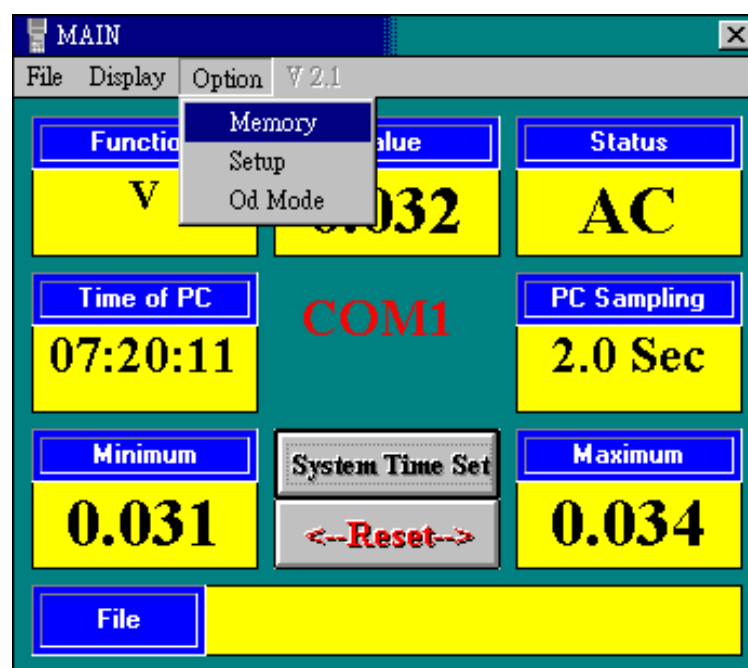 MAIN
File Display Option V 2.1
Memory
Setup
Od Mode
Status
V
AC
Time of PC
COM1
PC Sampling
07:20:11
2.0 Sec
Minimum
System Time Set
Maximum
0.031
<--Reset-->
0.034
File